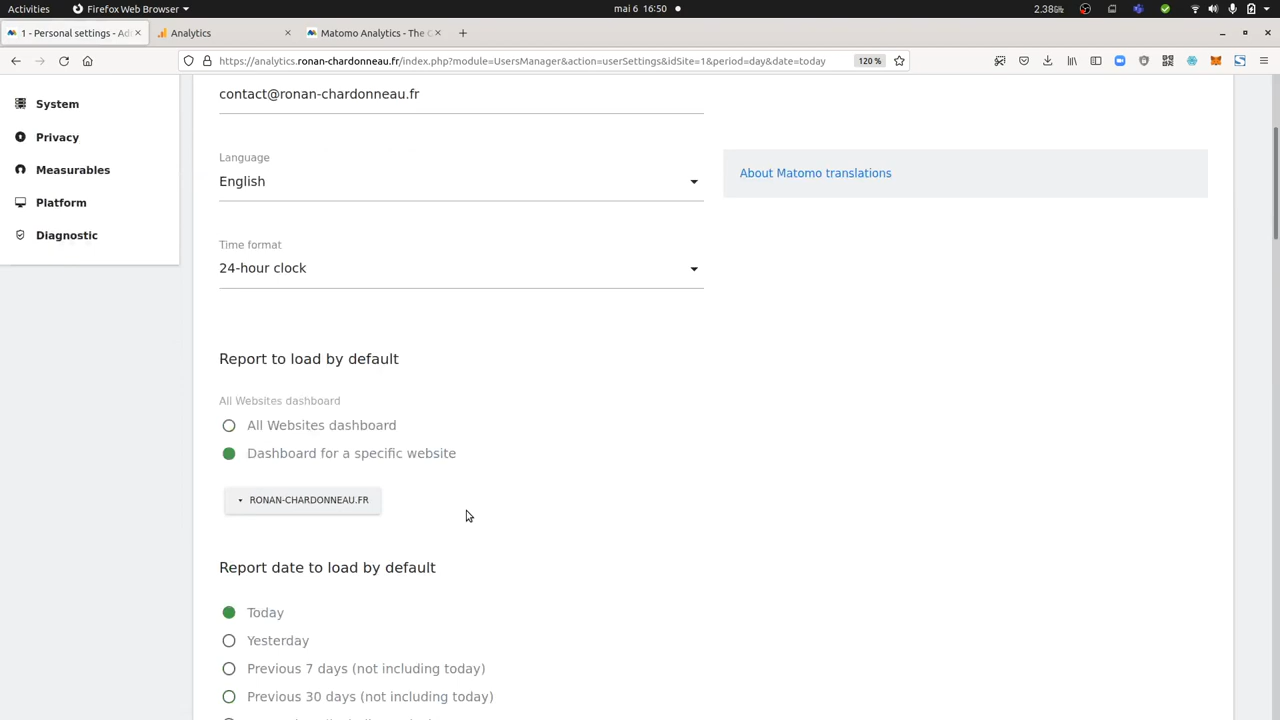 Activities
Firefox Web Browser
mai 6 16:50
2.38%
1 - Personal settings - Ad
Analytics
Matomo Analytics - The
https://analytics.ronan-chardonneau.fr/index.php?module=UsersManager&action=userSettings&idSite=1&period=day&date=today
120 %
System
Privacy
Measurables
Platform
Diagnostic
contact@ronan-chardonneau.fr
Language
English
About Matomo translations
Time format
24-hour clock
Report to load by default
All Websites dashboard
All Websites dashboard
Dashboard for a specific website
RONAN-CHARDONNEAU.FR
Report date to load by default
Today
Yesterday
Previous 7 days (not including today)
Previous 30 days (not including today)